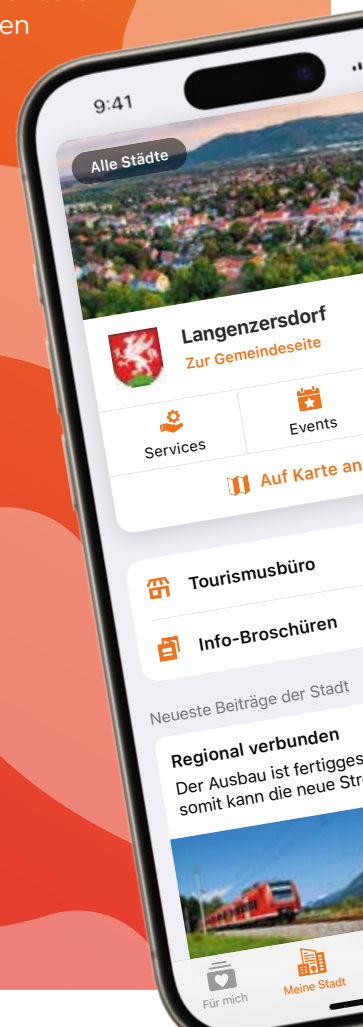 en
9:41
Alle Städte
Langenzersdorf
Zur Gemeindeseite
Services
Events
Auf Karte an
Tourismusbüro
Info-Broschüren
Neueste Beiträge der Stadt
Regional verbunden
Der Ausbau ist fertigges
somit kann die neue Str
Für mich
Meine Stadt